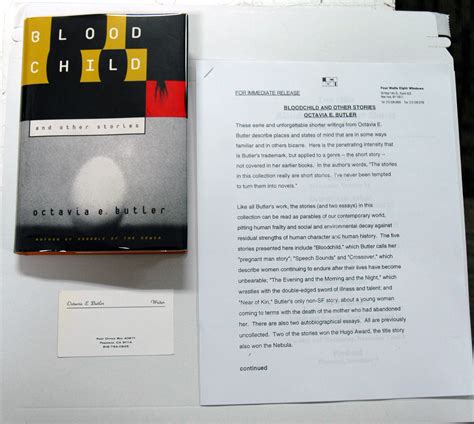 BLOOD
CHILD
and other stories
octavia e. butler
AUTHOR OF PARABLE OF THE SOWER
Octavia E. Butler Writer
Post Office Box
Pasadena, CA
FOR IMMEDIATE RELEASE
Four Walls Eight Windows
BLOODCHILD AND OTHER STORIES
OCTAVIA E. BUTLER
These eerie and unforgettable shorter writings from Octavia E.
Butler describe places and states of mind that are in some ways
familiar and in others bizarre. Here is the penetrating intensity that
is Butler's trademark, but applied to a genre -- the short story --
not covered in her earlier books. In the author's words, "The stories
in this collection really are short stories. I've never been tempted
to turn them into novels."
Like all Butler's work, the stories (and two essays) in this
collection can be read as parables of our contemporary world,
pitting human frailty and social and environmental decay against
residual strengths of human character and human history. The five
stories presented here include "Bloodchild," which Butler calls her
"pregnant man story"; "Speech Sounds" and "Crossover," which
describe women continuing to endure after their lives have become
unbearable; "The Evening and the Morning and the Night," which
wrestles with the double-edged sword of illness and talent; and
"Near of Kin," Butler's only non-SF story, about a young woman
coming to terms with the death of the mother who had abandoned
her. There are also two autobiographical essays. All are previously
uncollected. Two of the stories won the Hugo Award, the title story
also won the Nebula.
continued